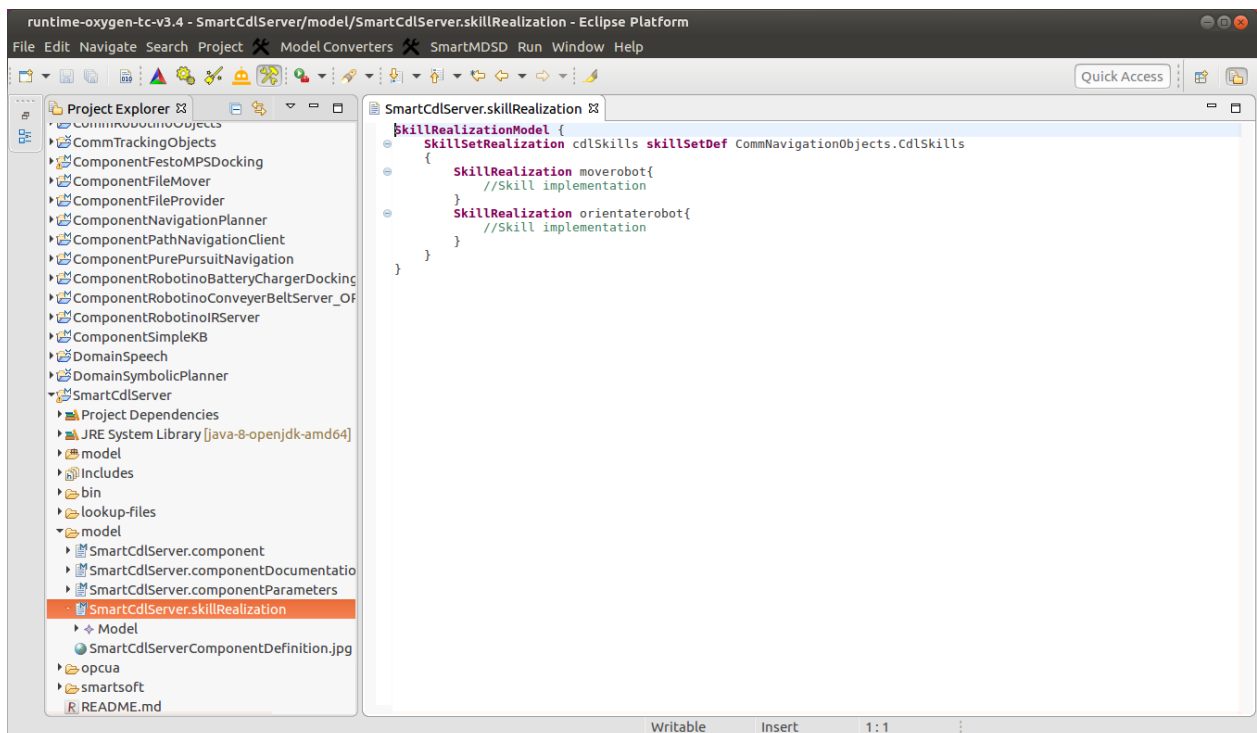 runtime-oxygen-tc-v3.4 - SmartCdlServer/model/SmartCdlServer.skillRealization - Eclipse Platform
File Edit Navigate Search Project Model Converters SmartMDSD Run Window Help
Quick Access
Project Explorer
CommRobotinoObjects
CommTrackingObjects
ComponentFestoMPSDocking
ComponentFileMover
ComponentFileProvider
ComponentNavigationPlanner
ComponentPathNavigationClient
ComponentPurePursuitNavigation
ComponentRobotinoBatteryChargerDocking
ComponentRobotinoConveyerBeltServer_OP
ComponentRobotinoIRServer
ComponentSimpleKB
DomainSpeech
DomainSymbolicPlanner
SmartCdlServer
Project Dependencies
JRE System Library [java-8-openjdk-amd64]
model
Includes
bin
lookup-files
model
SmartCdlServer.component
SmartCdlServer.componentDocumentatio
SmartCdlServer.componentParameters
SmartCdlServer.skillRealization
Model
SmartCdlServerComponentDefinition.jpg
opcua
smartsoft
README.md
SmartCdlServer.skillRealization
SkillRealizationModel {
SkillSetRealization cdlSkills skillSetDef CommNavigationObjects.CdlSkills
{
SkillRealization moverobot{
//Skill implementation
}
SkillRealization orientaterobot{
//Skill implementation
}
}
}
Writable Insert 1:1